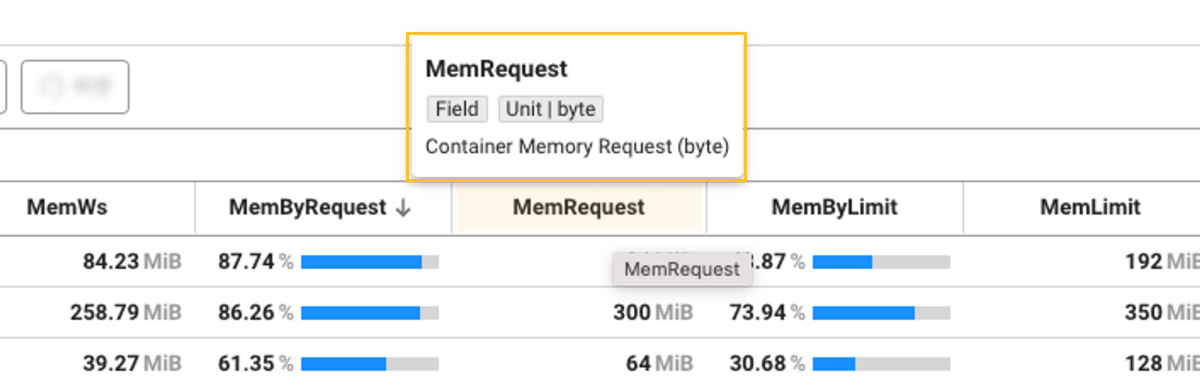 MemRequest
Field Unit | byte
Container Memory Request (byte)
MemWs MemByRequest ↓ MemRequest MemByLimit MemLimit
84.23 MiB 87.74 % .87 % 192 MiB
MemRequest
258.79 MiB 86.26 % 300 MiB 73.94 % 350 MiB
39.27 MiB 61.35 % 64 MiB 30.68 % 128 MiB